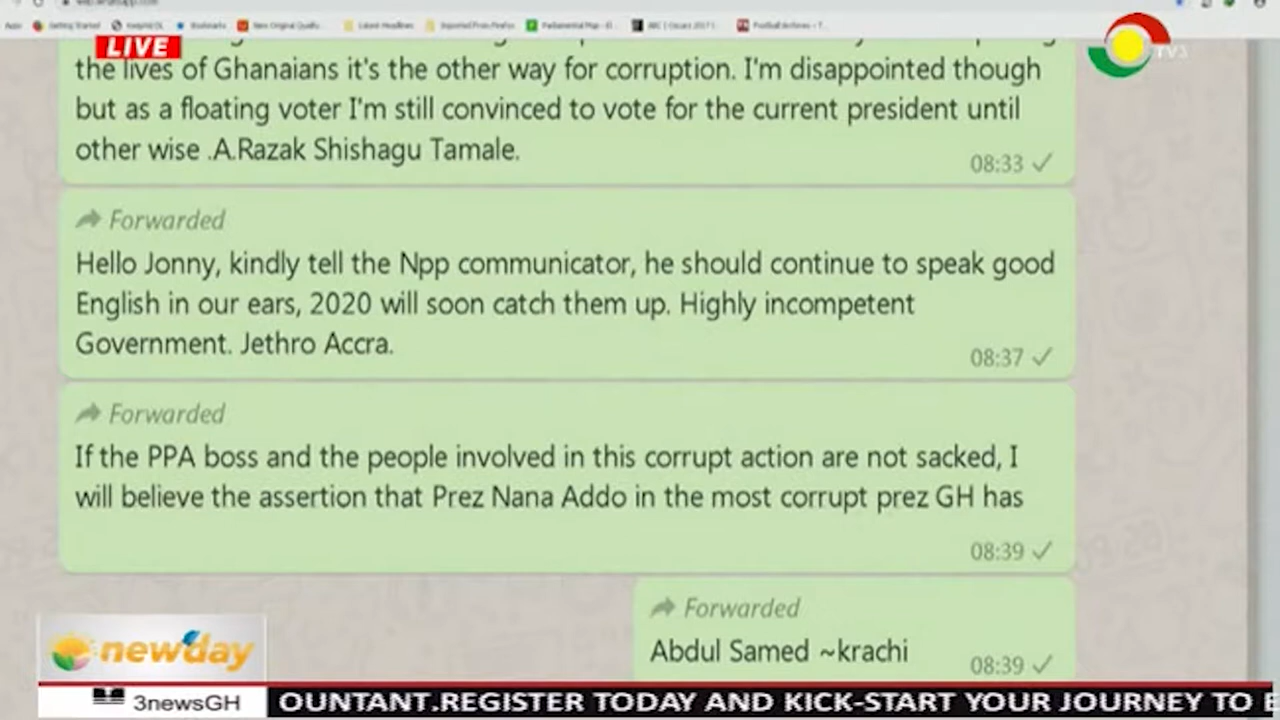 Getting Started
Bookmarks
LIVE
TV3
the lives of Ghanaians it's the other way for corruption. I'm disappointed though
but as a floating voter I'm still convinced to vote for the current president until
other wise .A.Razak Shishagu Tamale.
08:33
Forwarded
Hello Jonny, kindly tell the Npp communicator, he should continue to speak good
English in our ears, 2020 will soon catch them up. Highly incompetent
Government. Jethro Accra.
08:37
Forwarded
If the PPA boss and the people involved in this corrupt action are not sacked, I
will believe the assertion that Prez Nana Addo in the most corrupt prez GH has
08:39
Forwarded
Abdul Samed ~krachi
08:39
newday
3newsGH
OUNTANT.REGISTER TODAY AND KICK-START YOUR JOURNEY TO